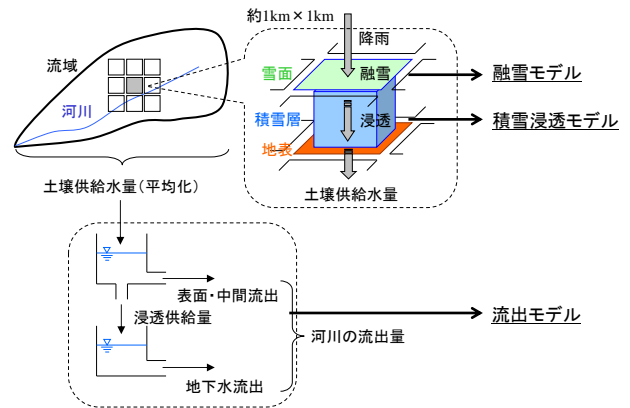 約1km×1km
降雨
流域
雪面
融雪
融雪モデル
河川
積雪層
浸透
積雪浸透モデル
地表
土壌供給水量（平均化）
土壌供給水量
表面・中間流出
浸透供給量
河川の流出量
流出モデル
地下水流出